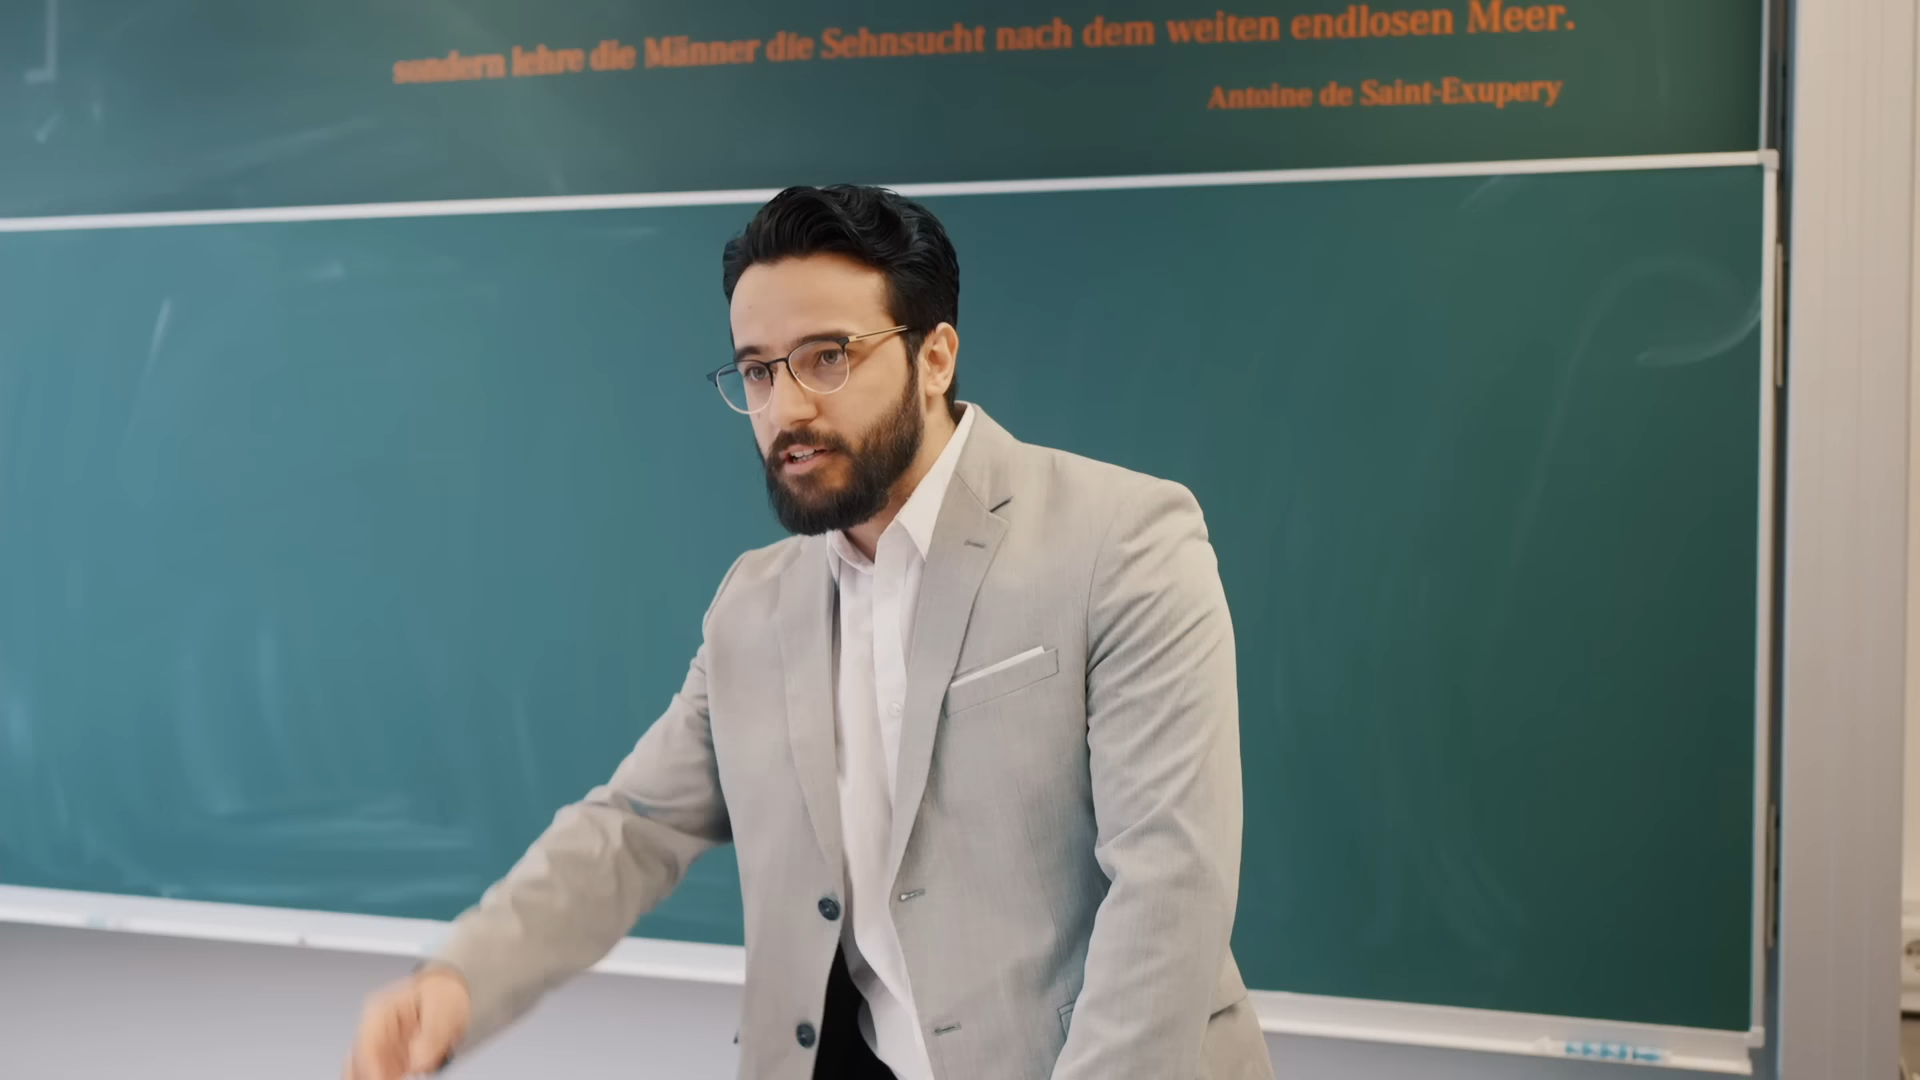 sondern lehre die Männer die Sehnsucht nach dem weiten endlosen Meer.
Antoine de Saint-Exupery